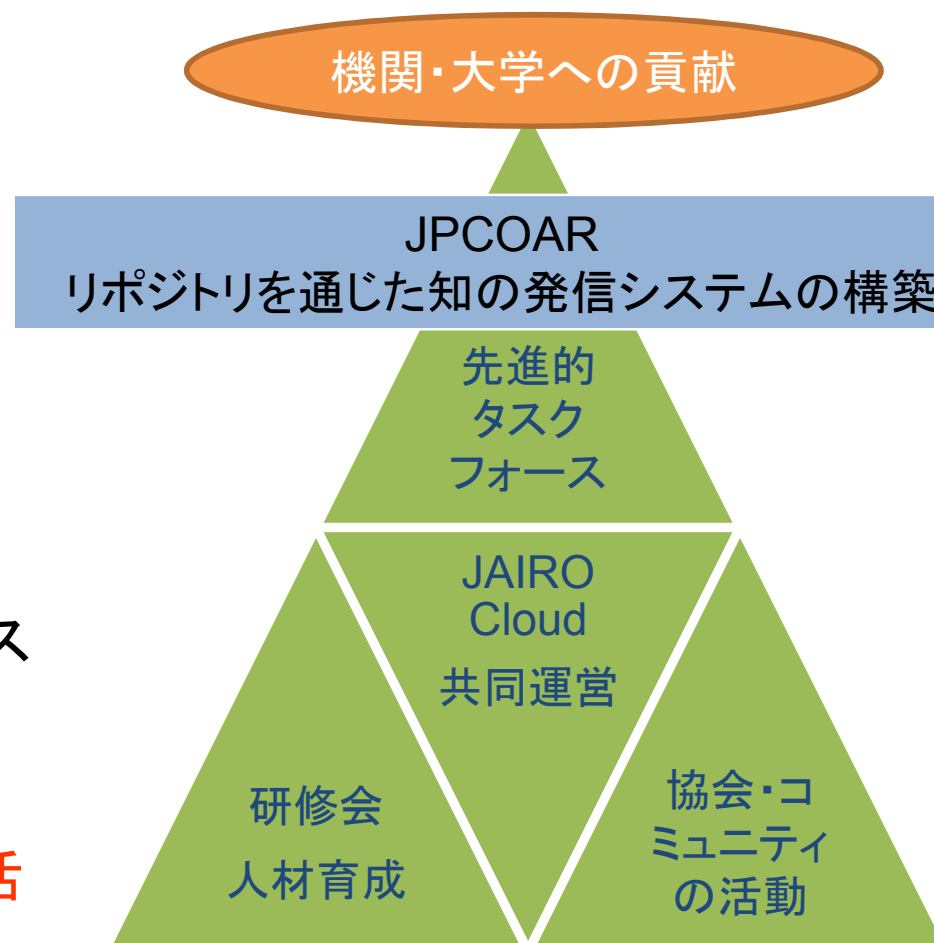 機関・大学への貢献
JPCOAR
リポジトリを通じた知の発信システムの構築
先進的
タスク
フォース
JAIRO
Cloud
共同運営
ス
研修会
人材育成
協会・コ
ミュニティ
の活動
活